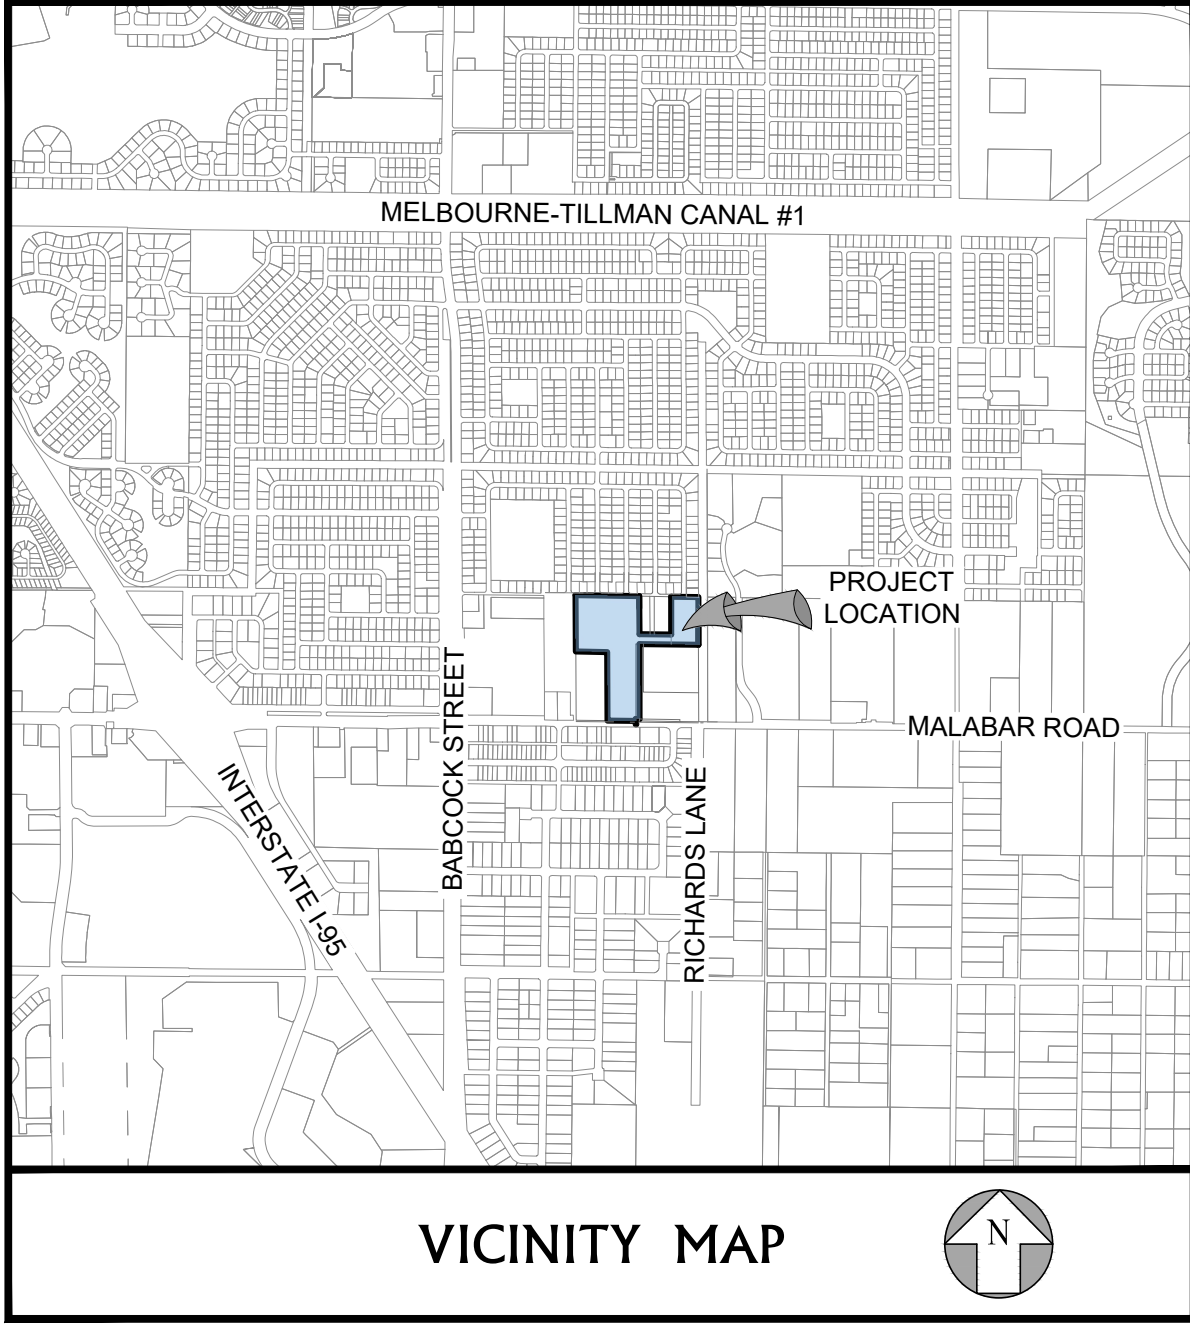 MELBOURNE-TILLMAN CANAL #1
PROJECT
LOCATION
MALABAR ROAD
BABCOCK STREET
RICHARDS LANE
INTERSTATE I-95
VICINITY MAP
N